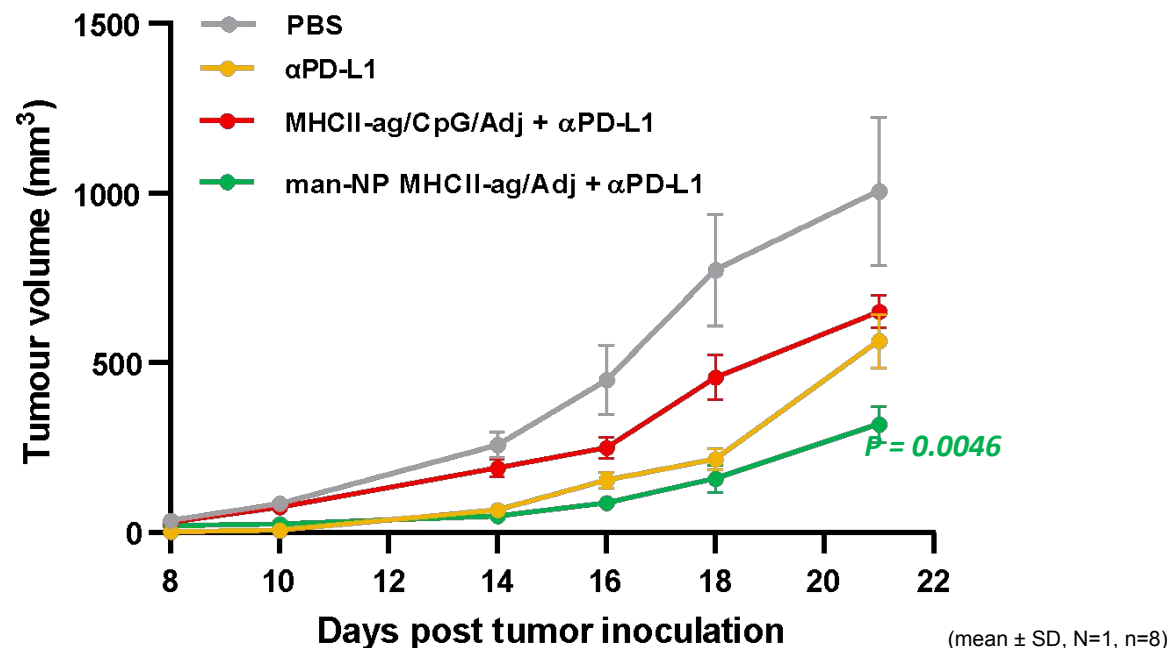 1500
1000
500
0
Tumour volume (mm³)
PBS
αPD-L1
MHCII-ag/CpG/Adj + αPD-L1
man-NP MHCII-ag/Adj + αPD-L1
P = 0.0046
8 10 12 14 16 18 20 22
Days post tumor inoculation
(mean ± SD, N=1, n=8)